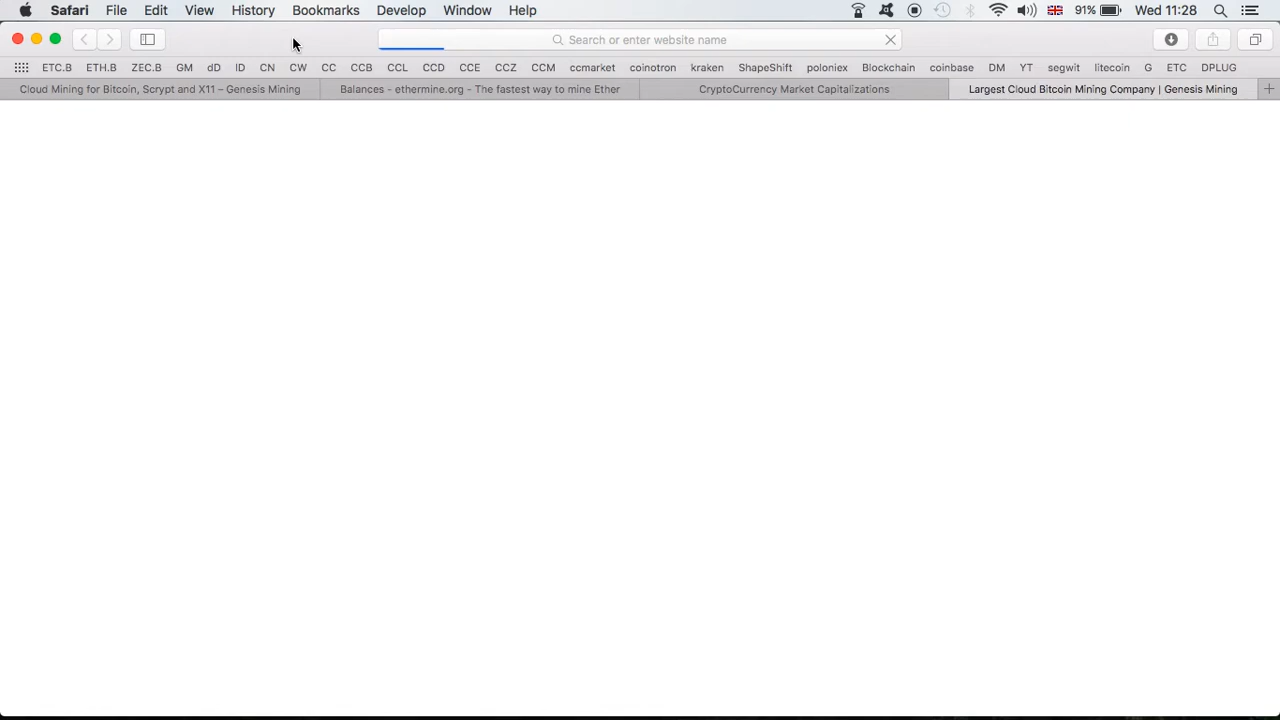 Safari File Edit View History Bookmarks Develop Window Help 91% Wed 11:28
Search or enter website name
ETC.B ETH.B ZEC.B GM dD ID CN CW CC CCB CCL CCD CCE CCZ CCM ccmarket coinotron kraken ShapeShift poloniex Blockchain coinbase DM YT segwit litecoin G ETC DPLUG
Cloud Mining for Bitcoin, Scrypt and X11 – Genesis Mining Balances - ethermine.org - The fastest way to mine Ether CryptoCurrency Market Capitalizations Largest Cloud Bitcoin Mining Company | Genesis Mining